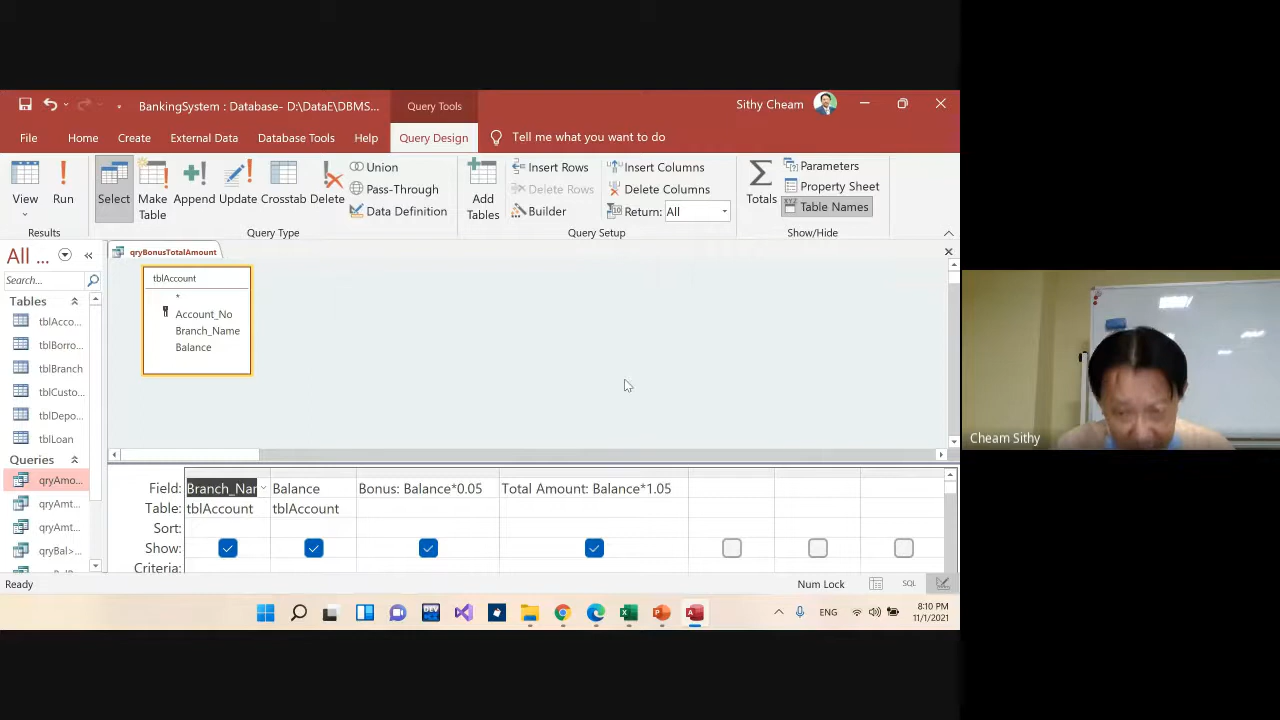 BankingSystem : Database- D:\DataE\DBMS...
Query Tools
Sithy Cheam
File
Home
Create
External Data
Database Tools
Help
Query Design
Tell me what you want to do
View
Run
Select
Make Table
Append
Update
Crosstab
Delete
Union
Pass-Through
Data Definition
Add Tables
Insert Rows
Delete Rows
Builder
Insert Columns
Delete Columns
Return: All
Totals
Parameters
Property Sheet
Table Names
Results
Query Type
Query Setup
Show/Hide
All ...
Search...
Tables
tblAcco...
tblBorro...
tblBranch
tblCusto...
tblDepo...
tblLoan
Queries
qryAmo...
qryAmt...
qryAmt...
qryBal>...
qryBonusTotalAmount
tblAccount
*
Account_No
Branch_Name
Balance
Field: Branch_Nar Balance Bonus: Balance*0.05 Total Amount: Balance*1.05
Table: tblAccount tblAccount
Sort:
Show:
Criteria:
Ready
Num Lock
SQL
DEV
ENG
8:10 PM
11/1/2021
Cheam Sithy